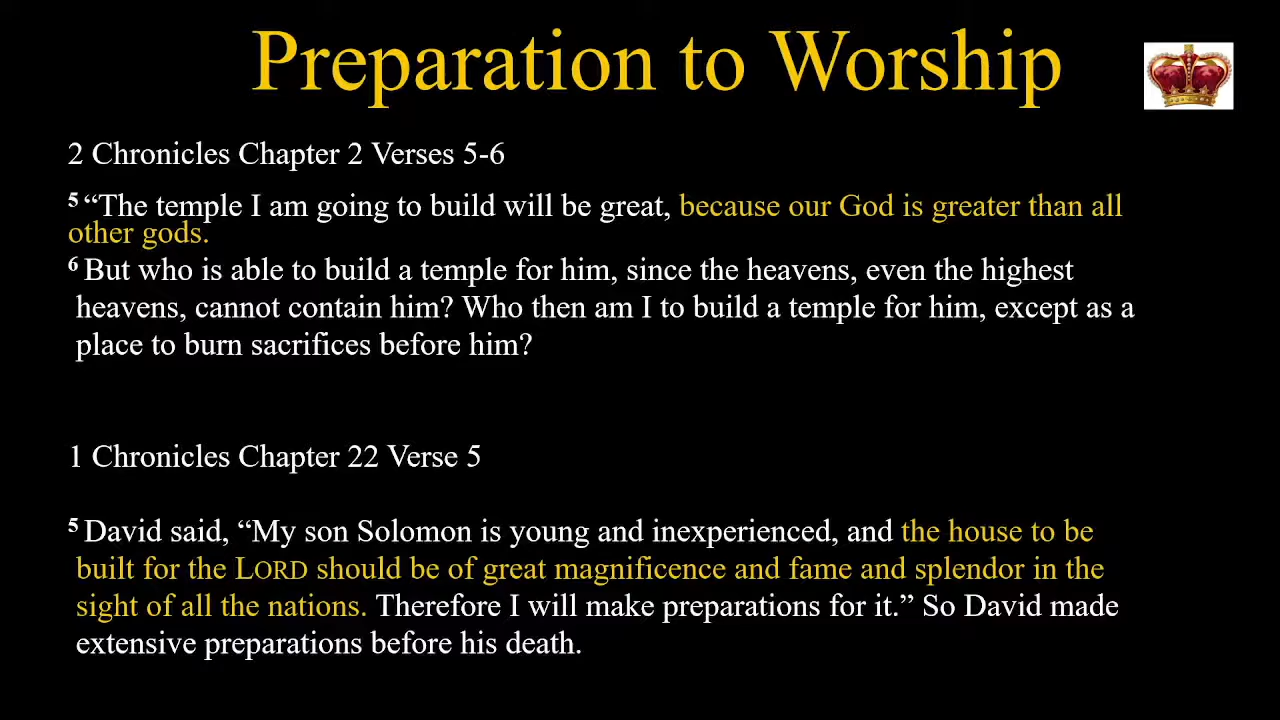 Preparation to Worship
2 Chronicles Chapter 2 Verses 5-6
5 “The temple I am going to build will be great, because our God is greater than all
other gods.
6 But who is able to build a temple for him, since the heavens, even the highest
heavens, cannot contain him? Who then am I to build a temple for him, except as a
place to burn sacrifices before him?
1 Chronicles Chapter 22 Verse 5
5 David said, “My son Solomon is young and inexperienced, and the house to be
built for the LORD should be of great magnificence and fame and splendor in the
sight of all the nations. Therefore I will make preparations for it.” So David made
extensive preparations before his death.